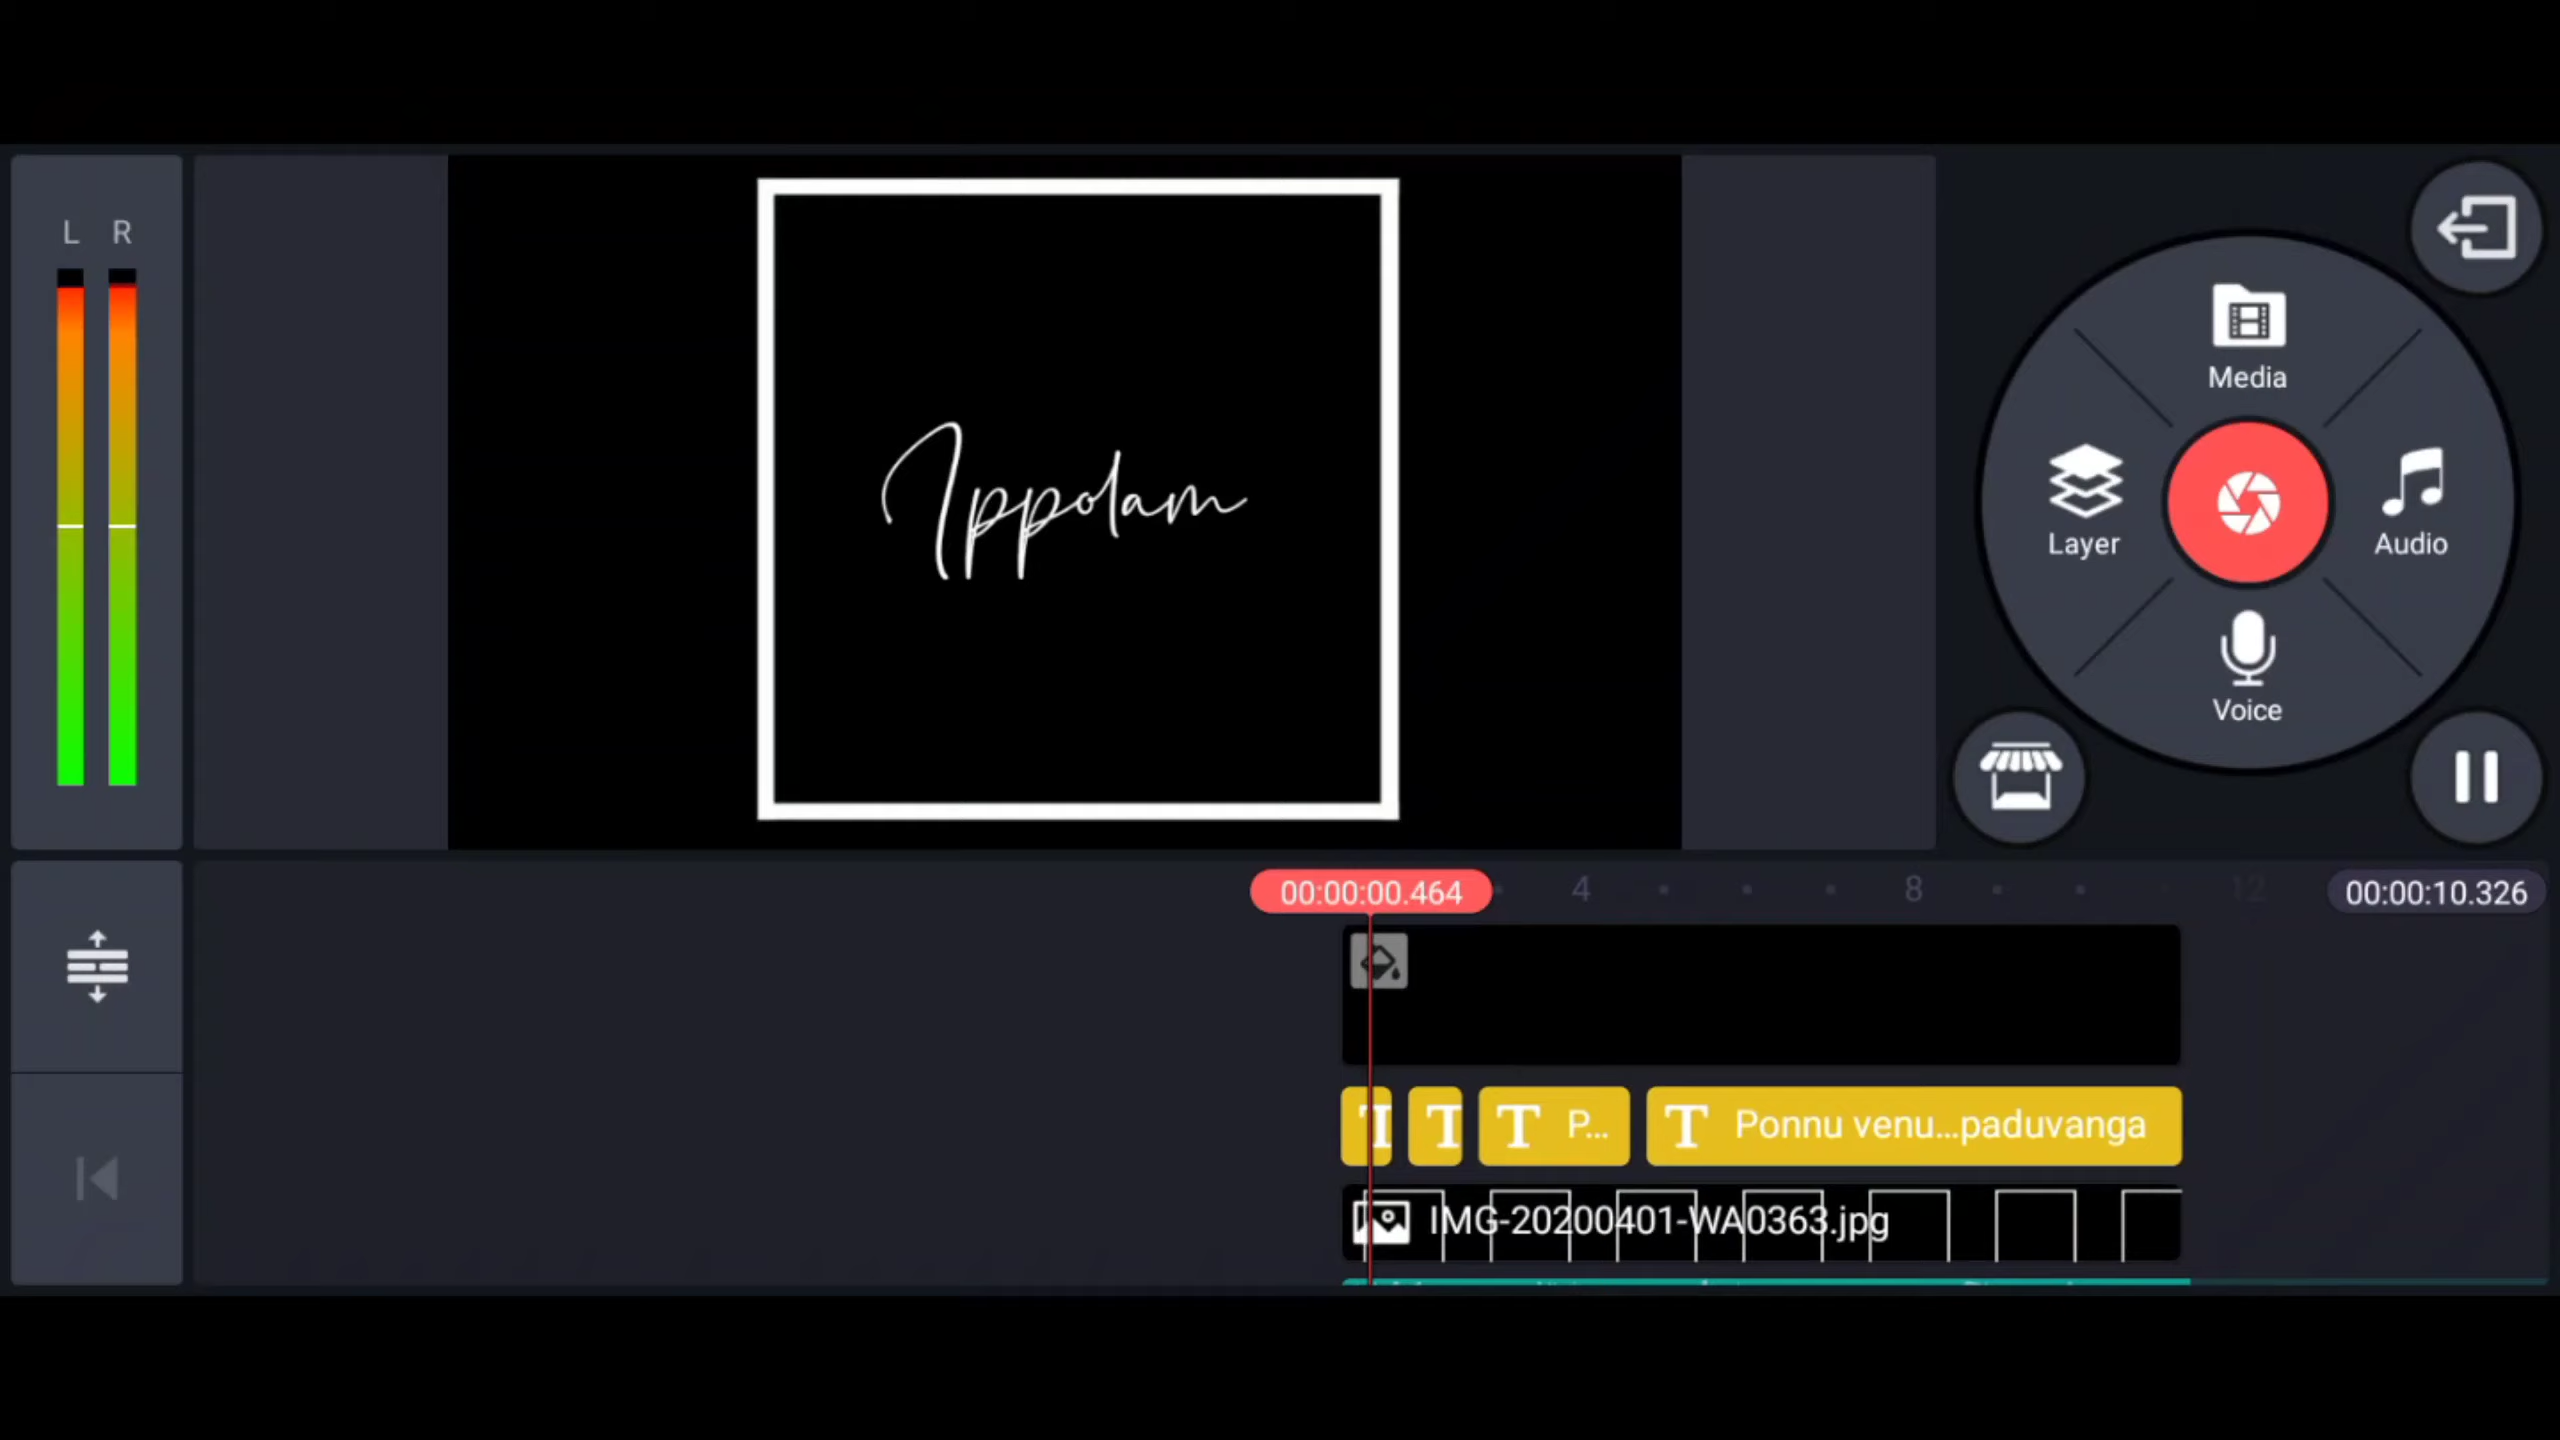 L R
Ippolam
Media
Layer
Audio
Voice
00:00:00.464
4
8
12
00:00:10.326
T
T
T P...
T Ponnu venu...paduvanga
IMG-20200401-WA0363.jpg